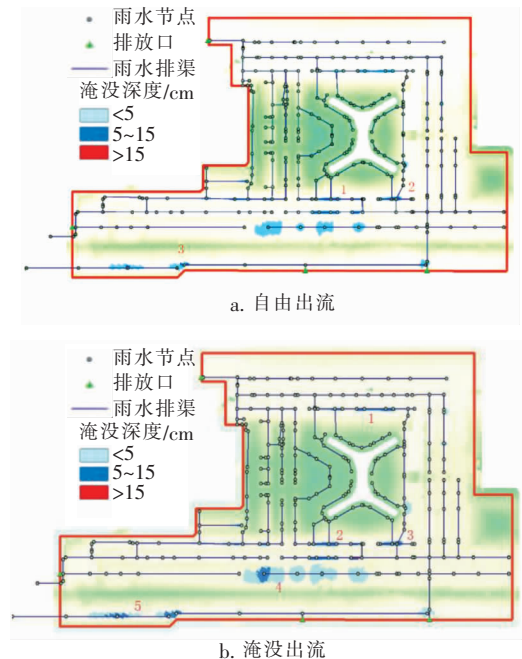 雨水节点
排放口
雨水排渠
淹没深度/cm
<5
5~15
>15
1
2
3
a. 自由出流
雨水节点
排放口
雨水排渠
淹没深度/cm
<5
5~15
>15
1
2
3
4
5
b. 淹没出流